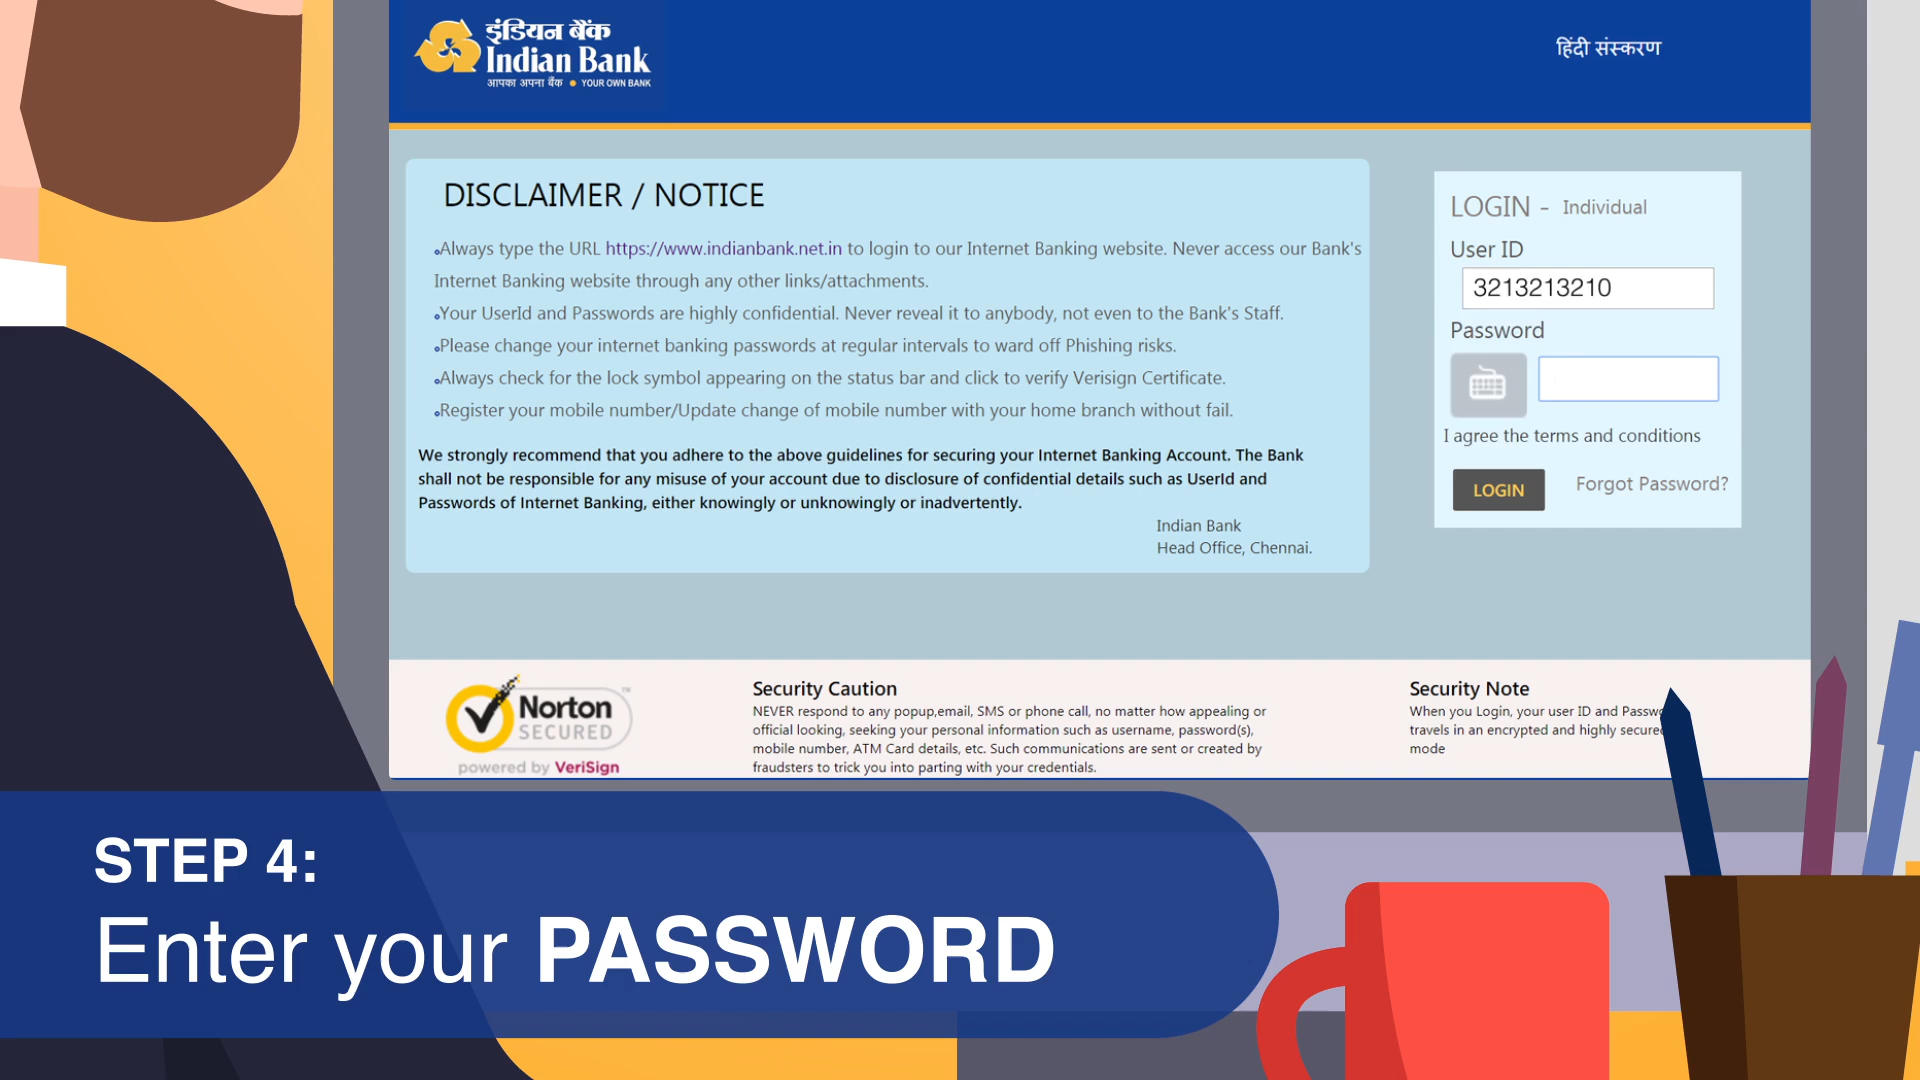 इंडियन बैंक
Indian Bank
आपका अपना बैंक • YOUR OWN BANK
हिंदी संस्करण
DISCLAIMER / NOTICE
Always type the URL https://www.indianbank.net.in to login to our Internet Banking website. Never access our Bank's
Internet Banking website through any other links/attachments.
Your UserId and Passwords are highly confidential. Never reveal it to anybody, not even to the Bank's Staff.
Please change your internet banking passwords at regular intervals to ward off Phishing risks.
Always check for the lock symbol appearing on the status bar and click to verify Verisign Certificate.
Register your mobile number/Update change of mobile number with your home branch without fail.
We strongly recommend that you adhere to the above guidelines for securing your Internet Banking Account. The Bank
shall not be responsible for any misuse of your account due to disclosure of confidential details such as UserId and
Passwords of Internet Banking, either knowingly or unknowingly or inadvertently.
Indian Bank
Head Office, Chennai.
LOGIN - Individual
User ID
3213213210
Password
I agree the terms and conditions
LOGIN Forgot Password?
Norton™
SECURED
powered by VeriSign
Security Caution
NEVER respond to any popup,email, SMS or phone call, no matter how appealing or
official looking, seeking your personal information such as username, password(s),
mobile number, ATM Card details, etc. Such communications are sent or created by
fraudsters to trick you into parting with your credentials.
Security Note
When you Login, your user ID and
travels in an encrypted and highly secure
mode
STEP 4:
Enter your PASSWORD